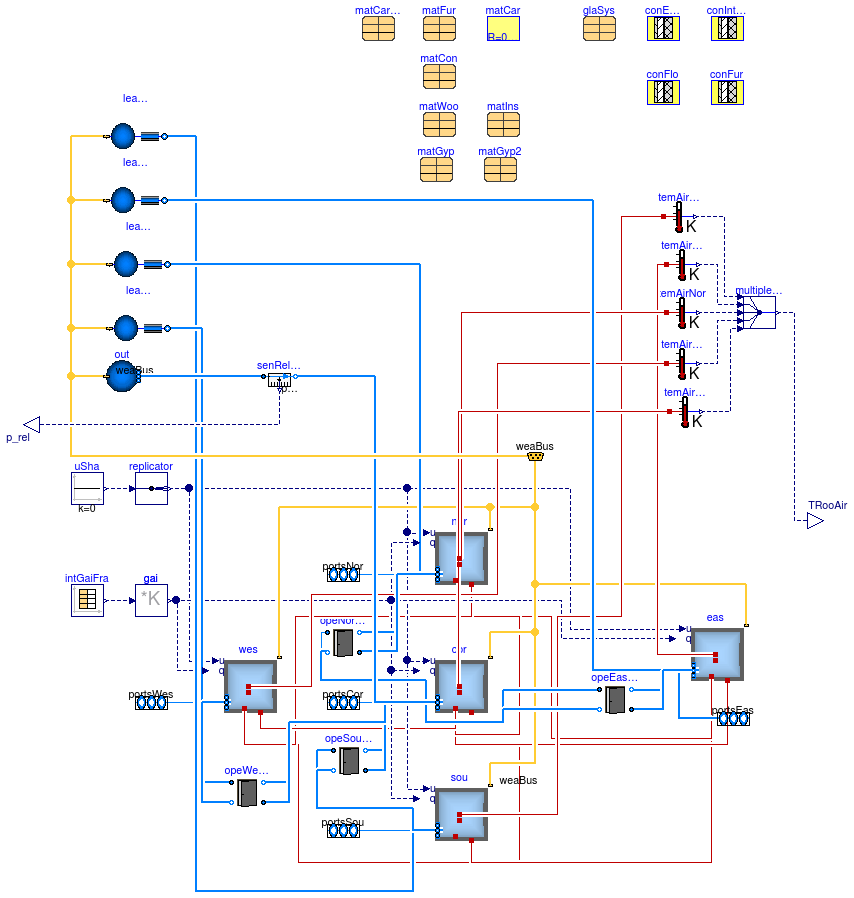 matCar...
matFur
matCar
R=0
glaSys
conE...
conInt...
matCon
conFlo
conFur
lea...
matWoo
matIns
matGyp
matGyp2
lea...
temAir...
K
lea...
temAir...
K
lea...
temAirNor
K
multiple...
out
weaBus
senRel...
p...
temAir...
K
temAir...
K
p_rel
weaBus
uSha
k=0
replicator
TRooAir
nor
u
q
portsNor
intGaiFra
gai
*K
opeNor...
eas
u
q
wes
u
q
cor
u
q
opeEas...
portsWes
portsCor
portsEas
opeSou...
opeWe...
sou
weaBus
u
q
portsSou